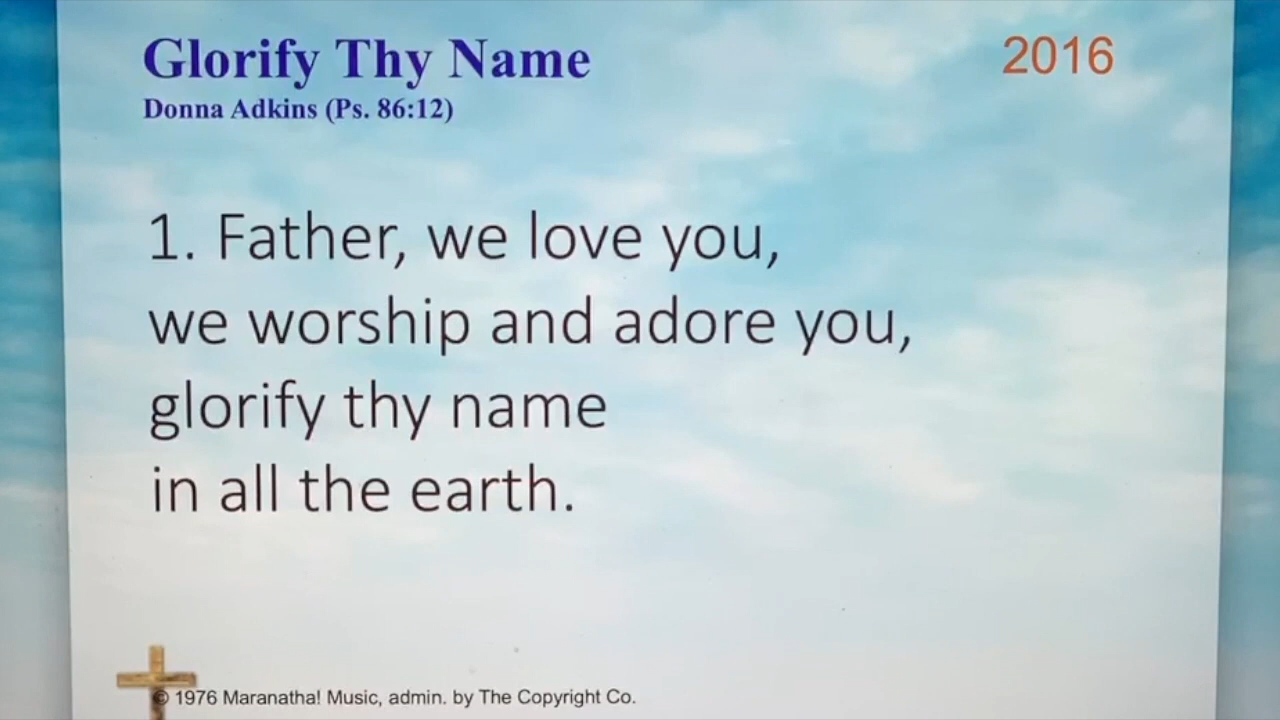 Glorify Thy Name
2016
Donna Adkins (Ps. 86:12)
1. Father, we love you,
we worship and adore you,
glorify thy name
in all the earth.
© 1976 Maranatha! Music, admin. by The Copyright Co.